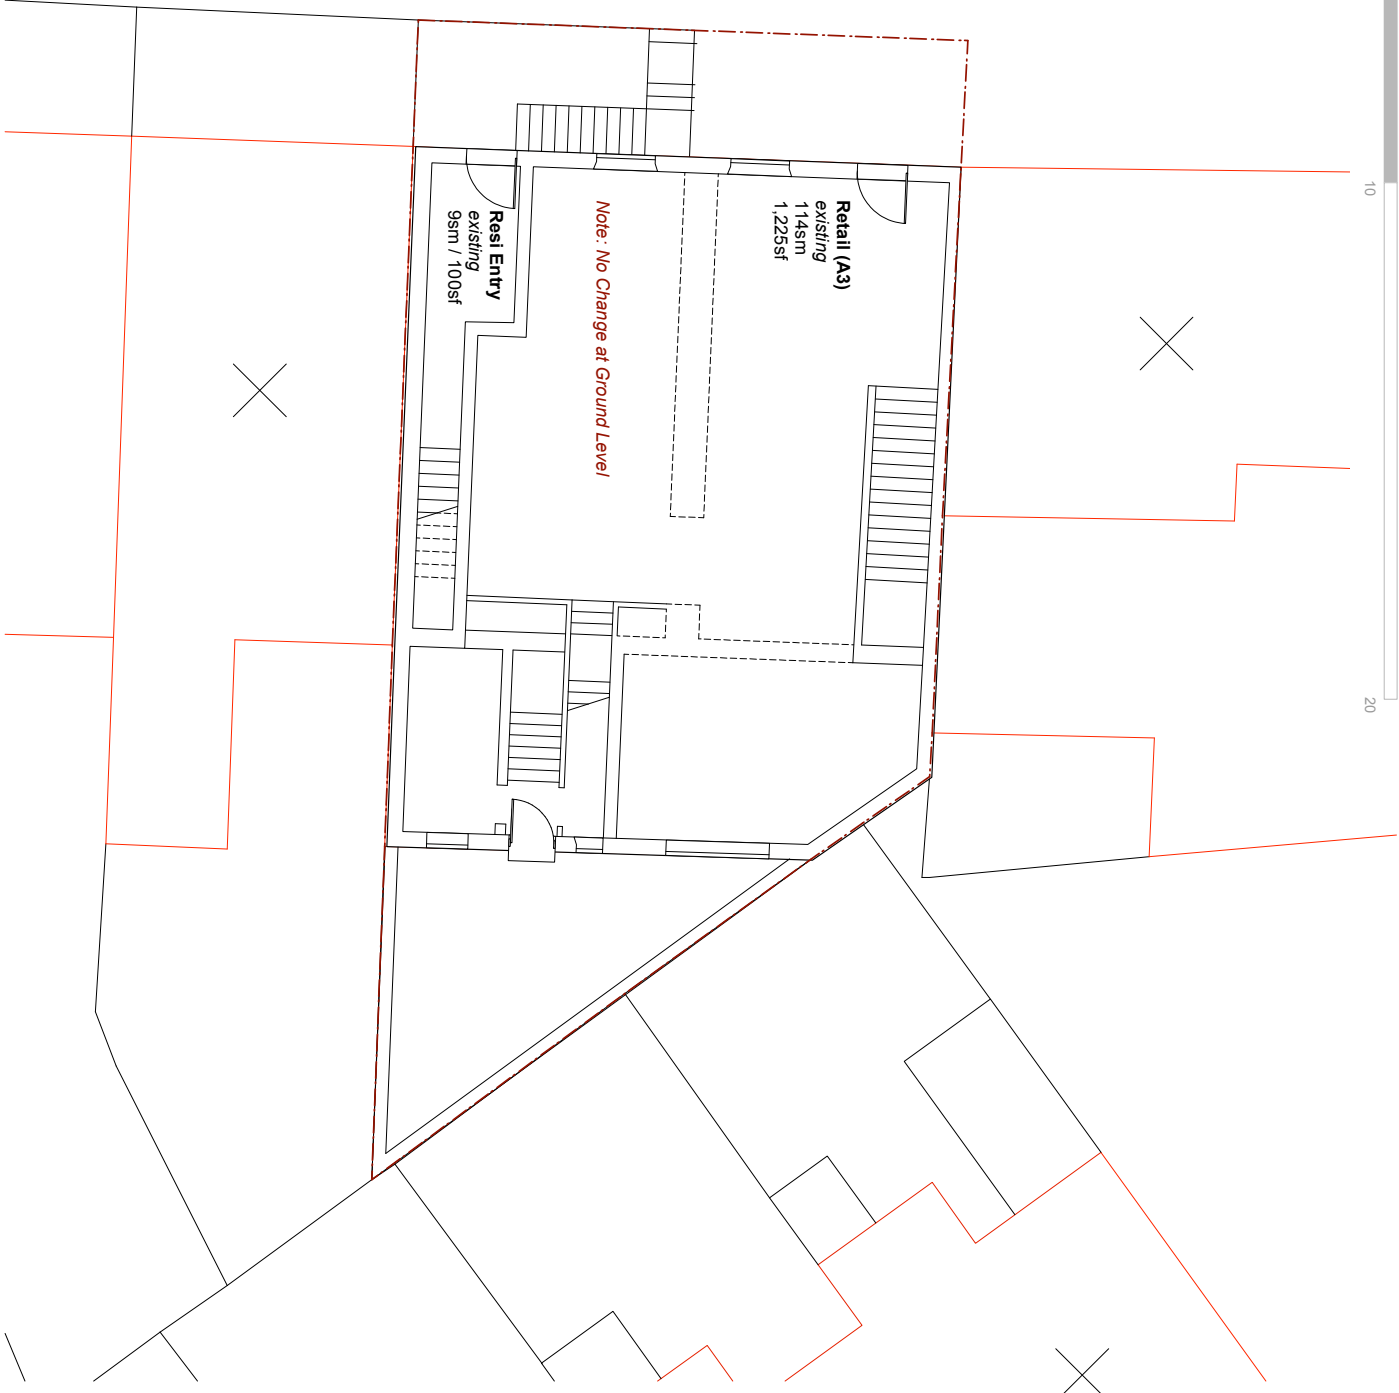 Retail (A3)
existing
114sm
1,225sf
Note: No Change at Ground Level
Resi Entry
existing
9sm / 100sf
10
20